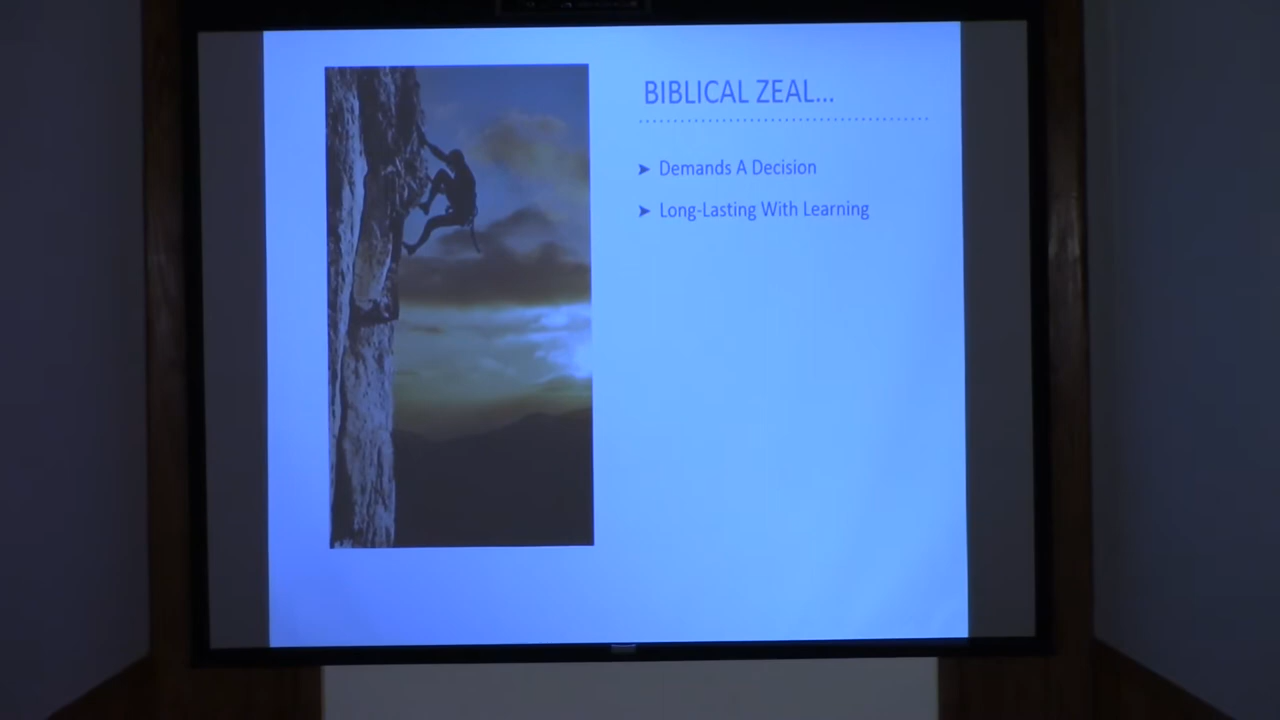 BIBLICAL ZEAL...
➤ Demands A Decision
➤ Long-Lasting With Learning